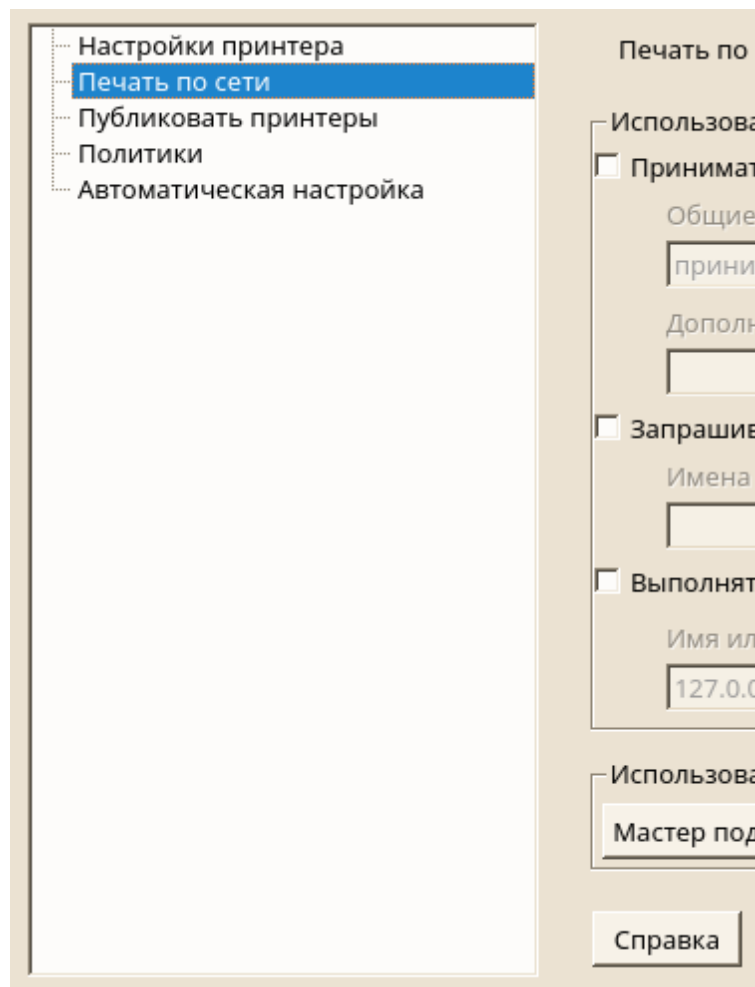 Настройки принтера
Печать по сети
Публиковать принтеры
Политики
Автоматическая настройка
Печать по
Использова
Принимат
Общие
прини
Дополн
Запрашив
Имена
Выполнят
Имя ил
127.0.0
Использова
Мастер под
Справка